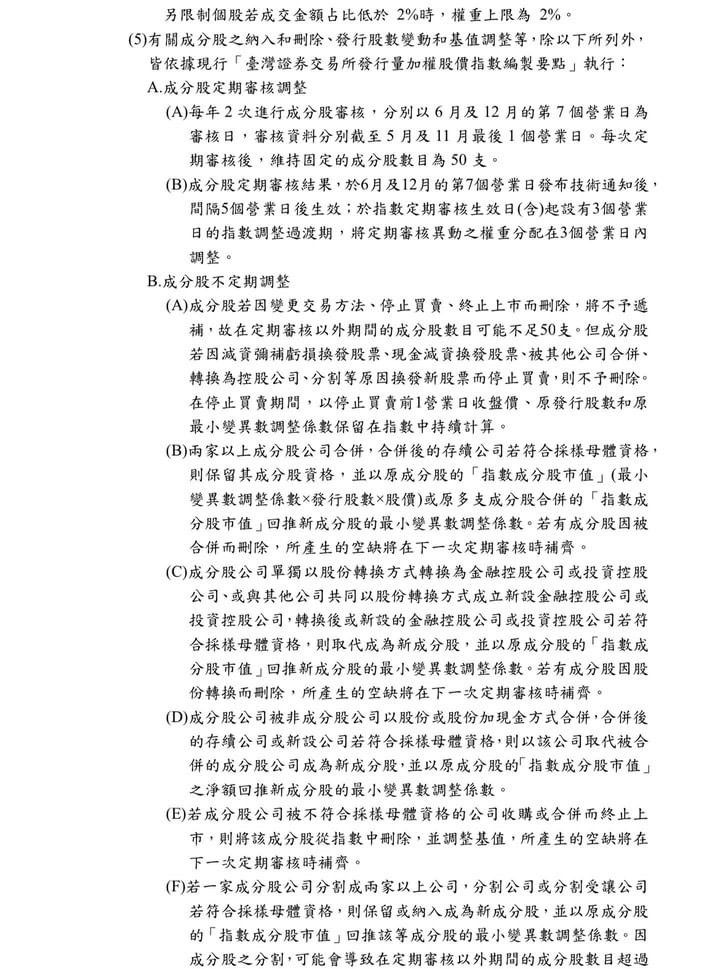 另限制個股若成交金額占比低於 2%時，權重上限為 2%。
(5)有關成分股之納入和刪除、發行股數變動和基值調整等，除以下所列外，
皆依據現行「臺灣證券交易所發行量加權股價指數編製要點」執行：
A.成分股定期審核調整
(A)每年 2 次進行成分股審核，分別以 6 月及 12 月的第 7 個營業日為
審核日，審核資料分別截至 5 月及 11 月最後 1 個營業日。每次定
期審核後，維持固定的成分股數目為 50 支。
(B)成分股定期審核結果，於6月及12月的第7個營業日發布技術通知後，
間隔5個營業日後生效；於指數定期審核生效日(含)起設有3個營業
日的指數調整過渡期，將定期審核異動之權重分配在3個營業日內
調整。
B.成分股不定期調整
(A)成分股若因變更交易方法、停止買賣、終止上市而刪除，將不予遞
補，故在定期審核以外期間的成分股數目可能不足50支。但成分股
若因減資彌補虧損換發股票、現金減資換發股票、被其他公司合併、
轉換為控股公司、分割等原因換發新股票而停止買賣，則不予刪除。
在停止買賣期間，以停止買賣前1營業日收盤價、原發行股數和原
最小變異數調整係數保留在指數中持續計算。
(B)兩家以上成分股公司合併，合併後的存續公司若符合採樣母體資格，
則保留其成分股資格，並以原成分股的「指數成分股市值」(最小
變異數調整係數×發行股數×股價)或原多支成分股合併的「指數成
分股市值」回推新成分股的最小變異數調整係數。若有成分股因被
合併而刪除，所產生的空缺將在下一次定期審核時補齊。
(C)成分股公司單獨以股份轉換方式轉換為金融控股公司或投資控股
公司、或與其他公司共同以股份轉換方式成立新設金融控股公司或
投資控股公司，轉換後或新設的金融控股公司或投資控股公司若符
合採樣母體資格，則取代成為新成分股，並以原成分股的「指數成
分股市值」回推新成分股的最小變異數調整係數。若有成分股因股
份轉換而刪除，所產生的空缺將在下一次定期審核時補齊。
(D)成分股公司被非成分股公司以股份或股份加現金方式合併，合併後
的存續公司或新設公司若符合採樣母體資格，則以該公司取代被合
併的成分股公司成為新成分股，並以原成分股的「指數成分股市值」
之淨額回推新成分股的最小變異數調整係數。
(E)若成分股公司被不符合採樣母體資格的公司收購或合併而終止上
市，則將該成分股從指數中刪除，並調整基值，所產生的空缺將在
下一次定期審核時補齊。
(F)若一家成分股公司分割成兩家以上公司，分割公司或分割受讓公司
若符合採樣母體資格，則保留或納入成為新成分股，並以原成分股
的「指數成分股市值」回推該等成分股的最小變異數調整係數。因
成分股之分割，可能會導致在定期審核以外期間的成分股數目超過